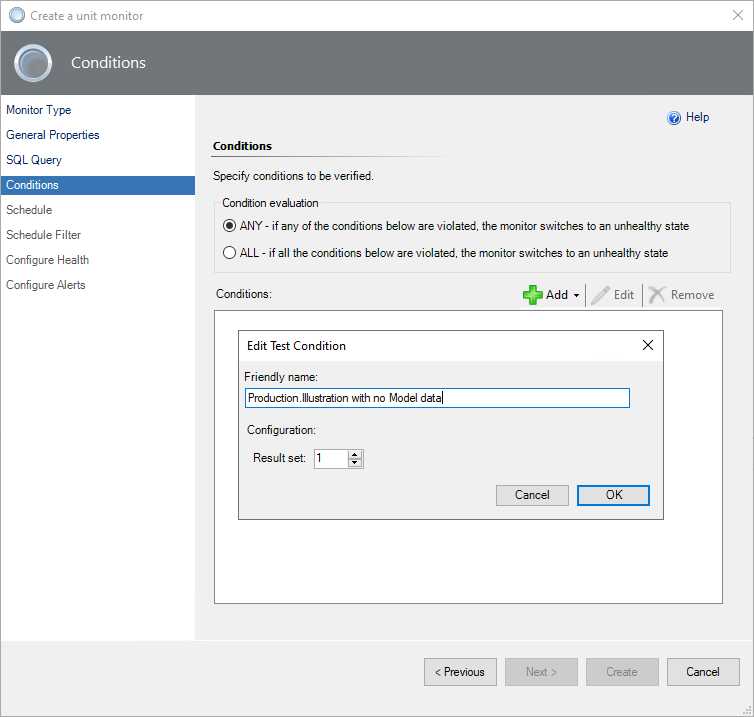 Create a unit monitor
Conditions
Monitor Type
General Properties
SQL Query
Conditions
Schedule
Schedule Filter
Configure Health
Configure Alerts
Help
Conditions
Specify conditions to be verified.
Condition evaluation
ANY - if any of the conditions below are violated, the monitor switches to an unhealthy state
ALL - if all the conditions below are violated, the monitor switches to an unhealthy state
Conditions: Add Edit Remove
Edit Test Condition
Friendly name:
Production.Illustration with no Model data
Configuration:
Result set: 1
Cancel OK
< Previous Next > Create Cancel